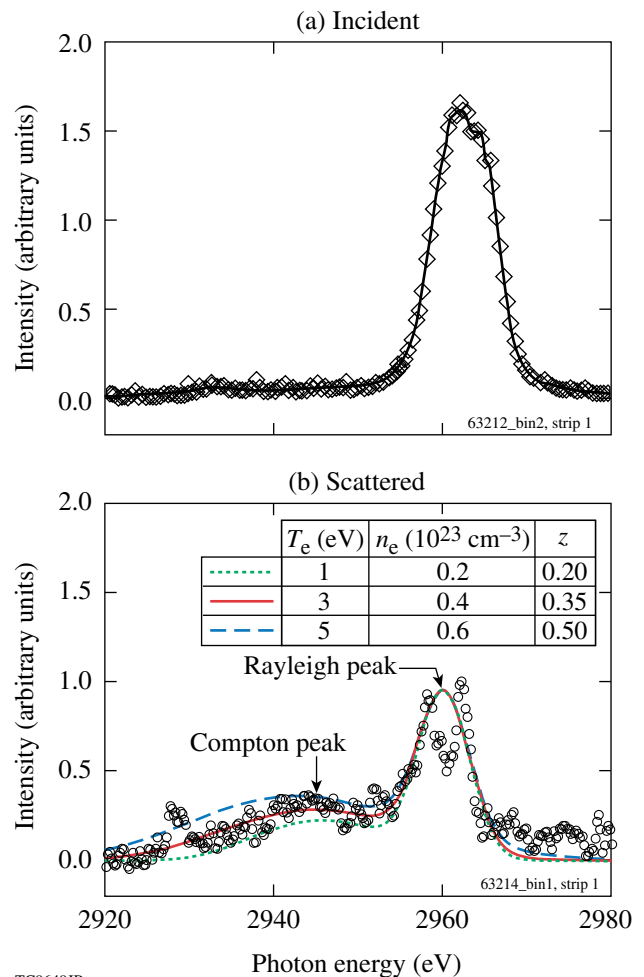 (a) Incident
2.0
1.5
1.0
0.5
0.0
Intensity (arbitrary units)
63212_bin2, strip 1
(b) Scattered
2.0
1.5
1.0
0.5
0.0
Intensity (arbitrary units)
Tₑ (eV) nₑ (10²³ cm⁻³) z
1 0.2 0.20
3 0.4 0.35
5 0.6 0.50
Rayleigh peak
Compton peak
63214_bin1, strip 1
2920 2940 2960 2980
Photon energy (eV)